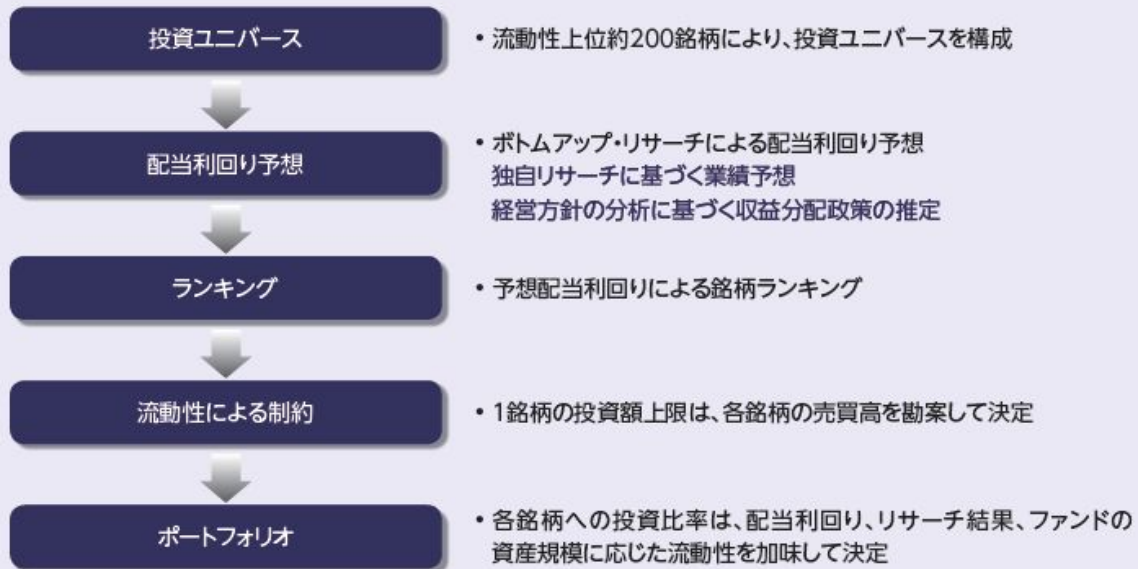 投資ユニバース
・流動性上位約200銘柄により、投資ユニバースを構成
配当利回り予想
・ボトムアップ・リサーチによる配当利回り予想
独自リサーチに基づく業績予想
経営方針の分析に基づく収益分配政策の推定
ランキング
・予想配当利回りによる銘柄ランキング
流動性による制約
・1銘柄の投資額上限は、各銘柄の売買高を勘案して決定
ポートフォリオ
・各銘柄への投資比率は、配当利回り、リサーチ結果、ファンドの
資産規模に応じた流動性を加味して決定